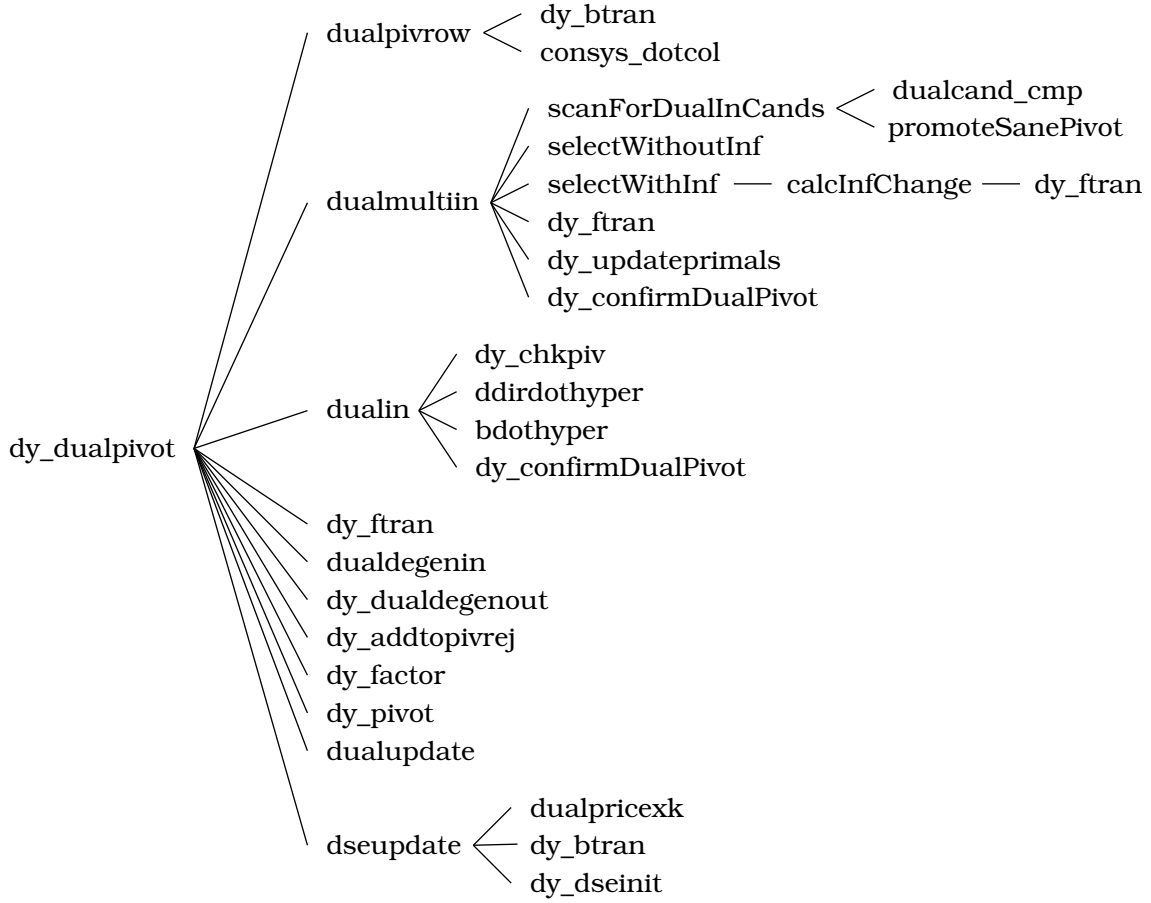 dy_btran
dualpivrow
consys_dotcol
dualcand_cmp
scanForDualInCands
promoteSanePivot
selectWithoutInf
selectWithInf calcInfChange dy_ftran
dualmultiin
dy_ftran
dy_updateprimals
dy_confirmDualPivot
dy_chkpiv
ddirdothyper
dualin
bdothyper
dy_dualpivot
dy_confirmDualPivot
dy_ftran
dualdegenin
dy_dualdegenout
dy_addtopivrej
dy_factor
dy_pivot
dualupdate
dualpricexk
dseupdate dy_btran
dy_dseinit